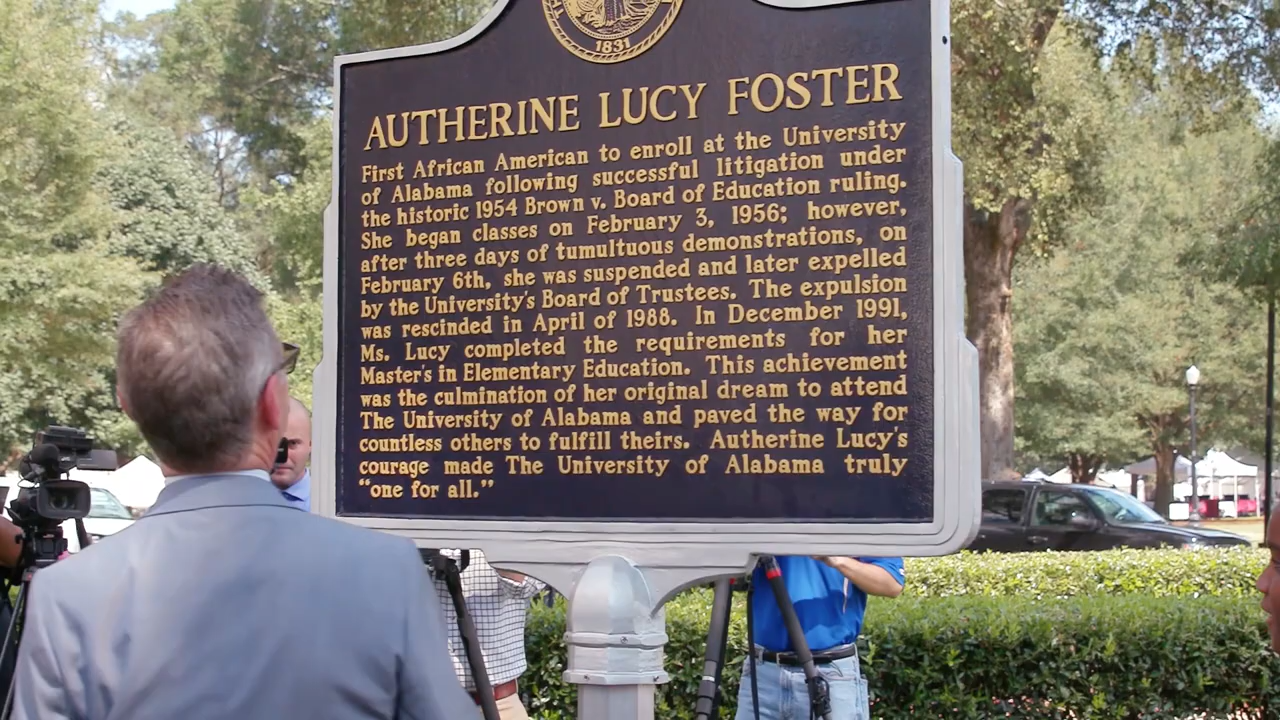 1831
AUTHERINE LUCY FOSTER
First African American to enroll at the University
of Alabama following successful litigation under
the historic 1954 Brown v. Board of Education ruling.
She began classes on February 3, 1956; however,
after three days of tumultuous demonstrations, on
February 6th, she was suspended and later expelled
by the University's Board of Trustees. The expulsion
was rescinded in April of 1988. In December 1991,
Ms. Lucy completed the requirements for her
Master's in Elementary Education. This achievement
was the culmination of her original dream to attend
The University of Alabama and paved the way for
countless others to fulfill theirs. Autherine Lucy's
courage made The University of Alabama truly
“one for all.”